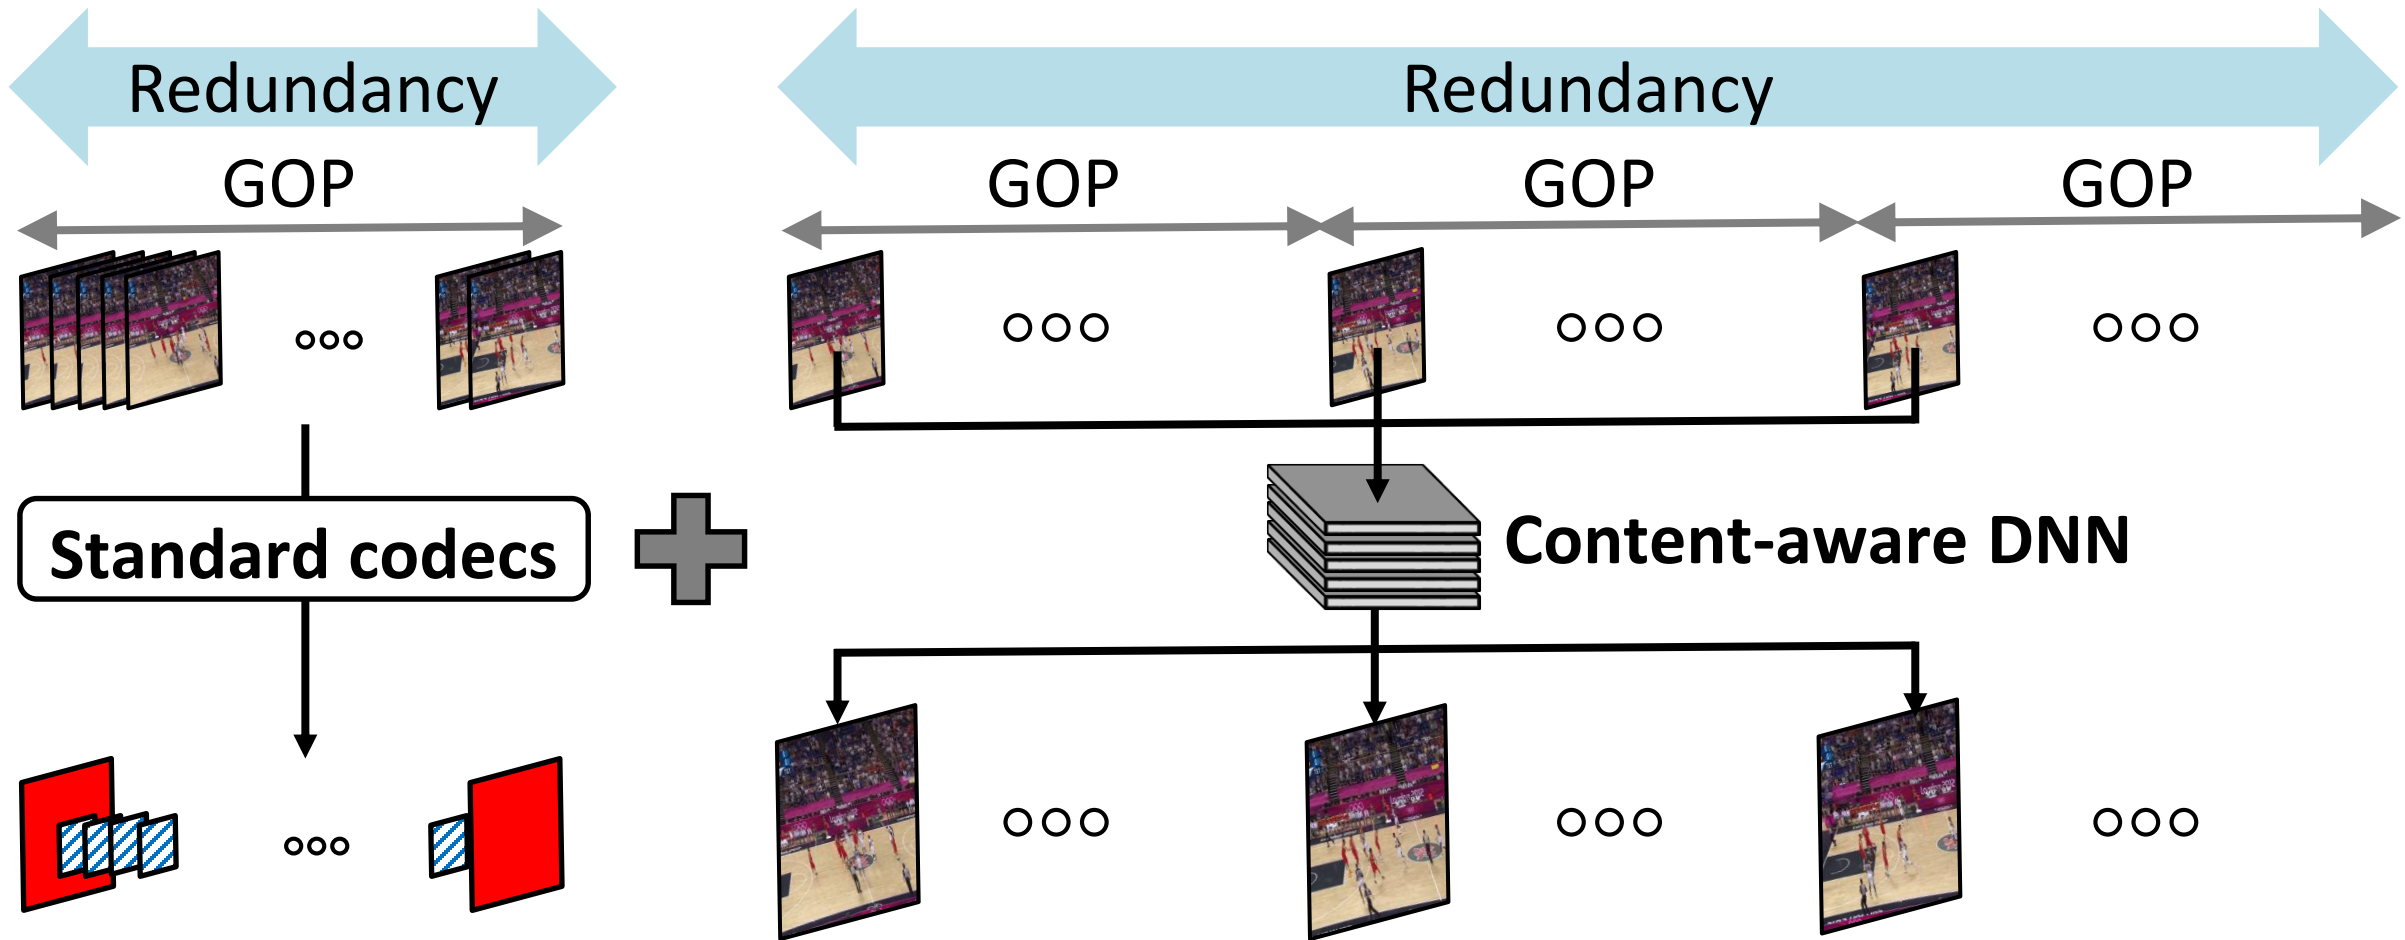 Redundancy
Redundancy
GOP
GOP
GOP
GOP
Standard codecs
Content-aware DNN